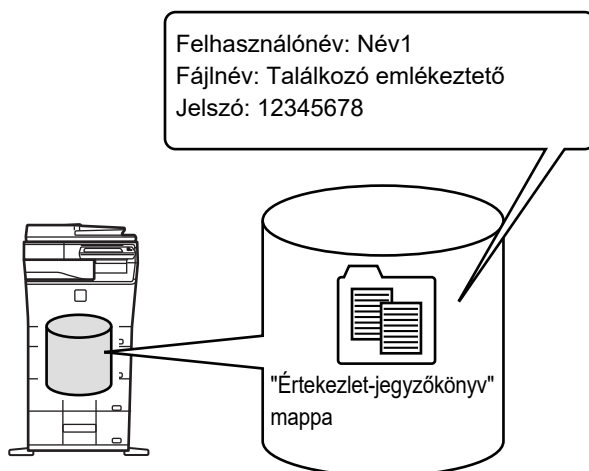 Felhasználónév: Név1
Fájlnév: Találkozó emlékeztető
Jelszó: 12345678
"Értekezlet-jegyzőkönyv"
mappa